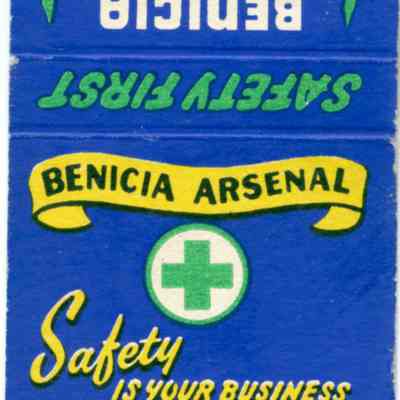 BENICIA
SAFETY FIRST
BENICIA ARSENAL
Safety
IS YOUR BUSINESS